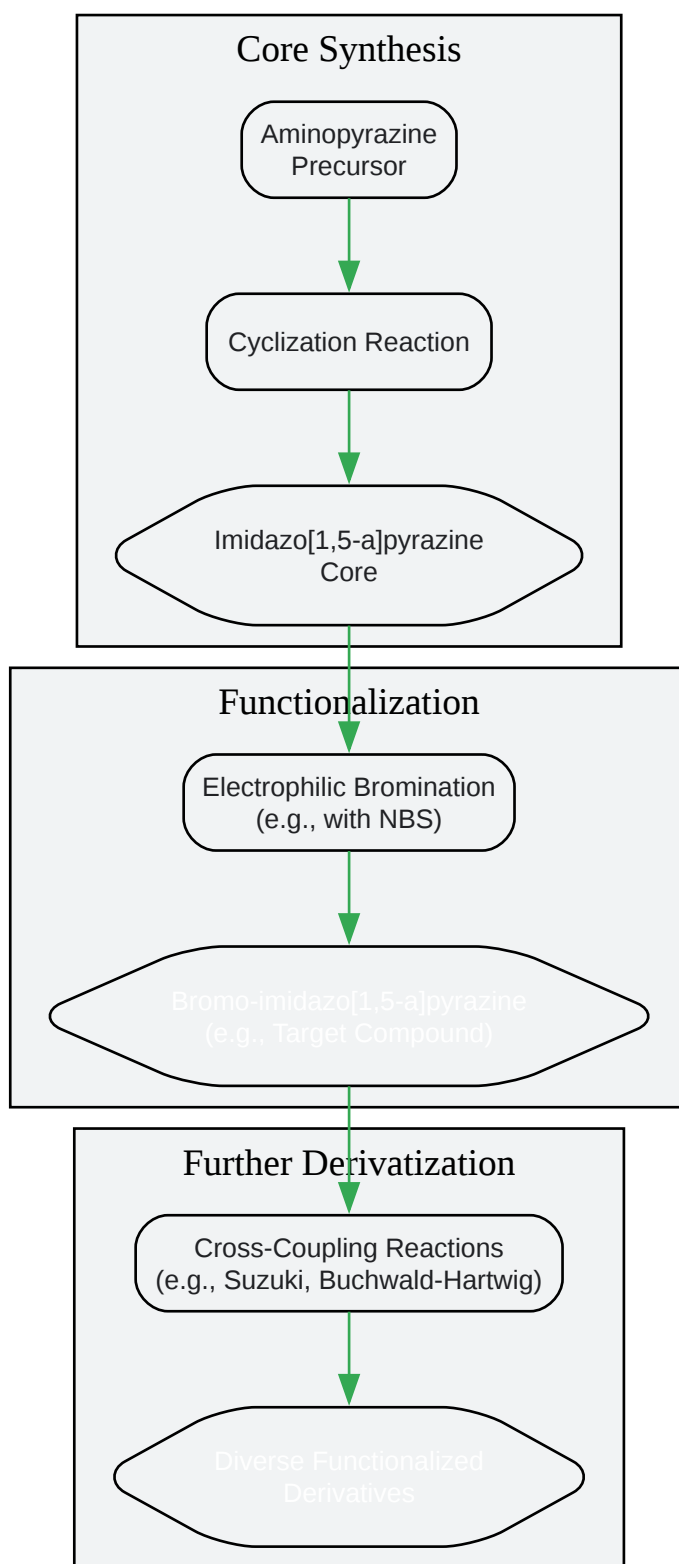 Core Synthesis
Aminopyrazine
Precursor
Cyclization Reaction
Imidazo[1,5-a]pyrazine
Core
Functionalization
Electrophilic Bromination
(e.g., with NBS)
Bromo-imidazo[1,5-a]pyrazine
(e.g., Target Compound)
Further Derivatization
Cross-Coupling Reactions
(e.g., Suzuki, Buchwald-Hartwig)
Diverse Functionalized
Derivatives